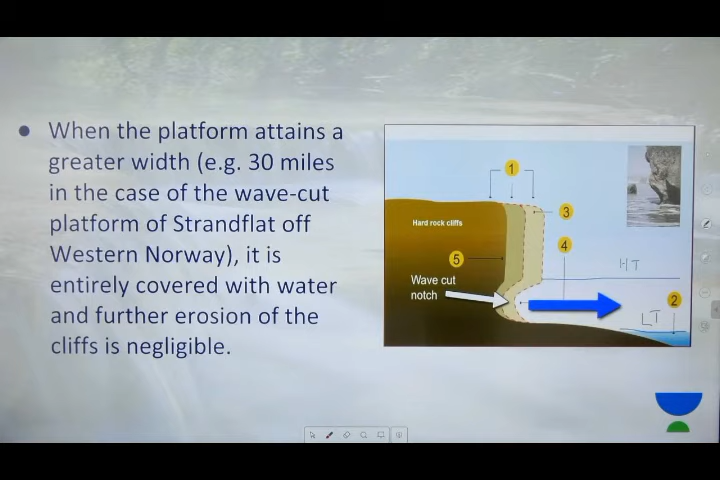 ● When the platform attains a
greater width (e.g. 30 miles
in the case of the wave-cut
platform of Strandflat off
Western Norway), it is
entirely covered with water
and further erosion of the
cliffs is negligible.
1
3
Hard rock cliffs
4
5
HT
Wave cut
notch
2
LT